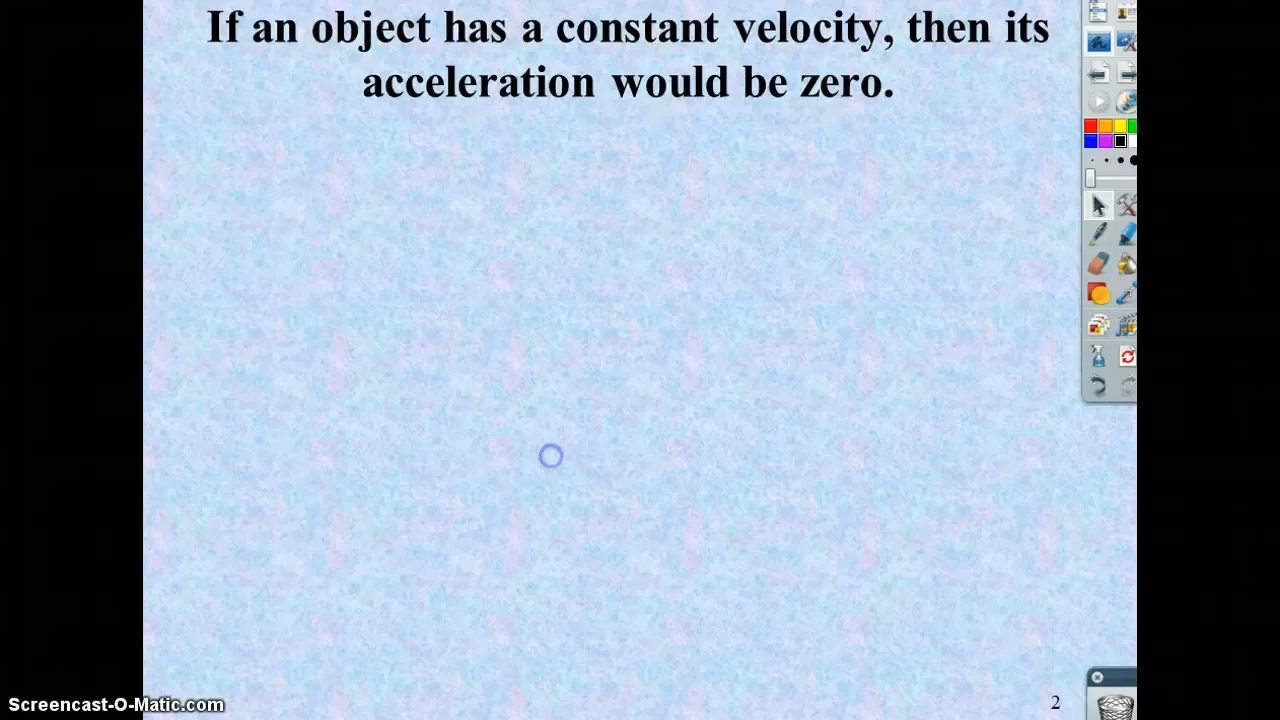 If an object has a constant velocity, then its
acceleration would be zero.
2
Screencast-O-Matic.com